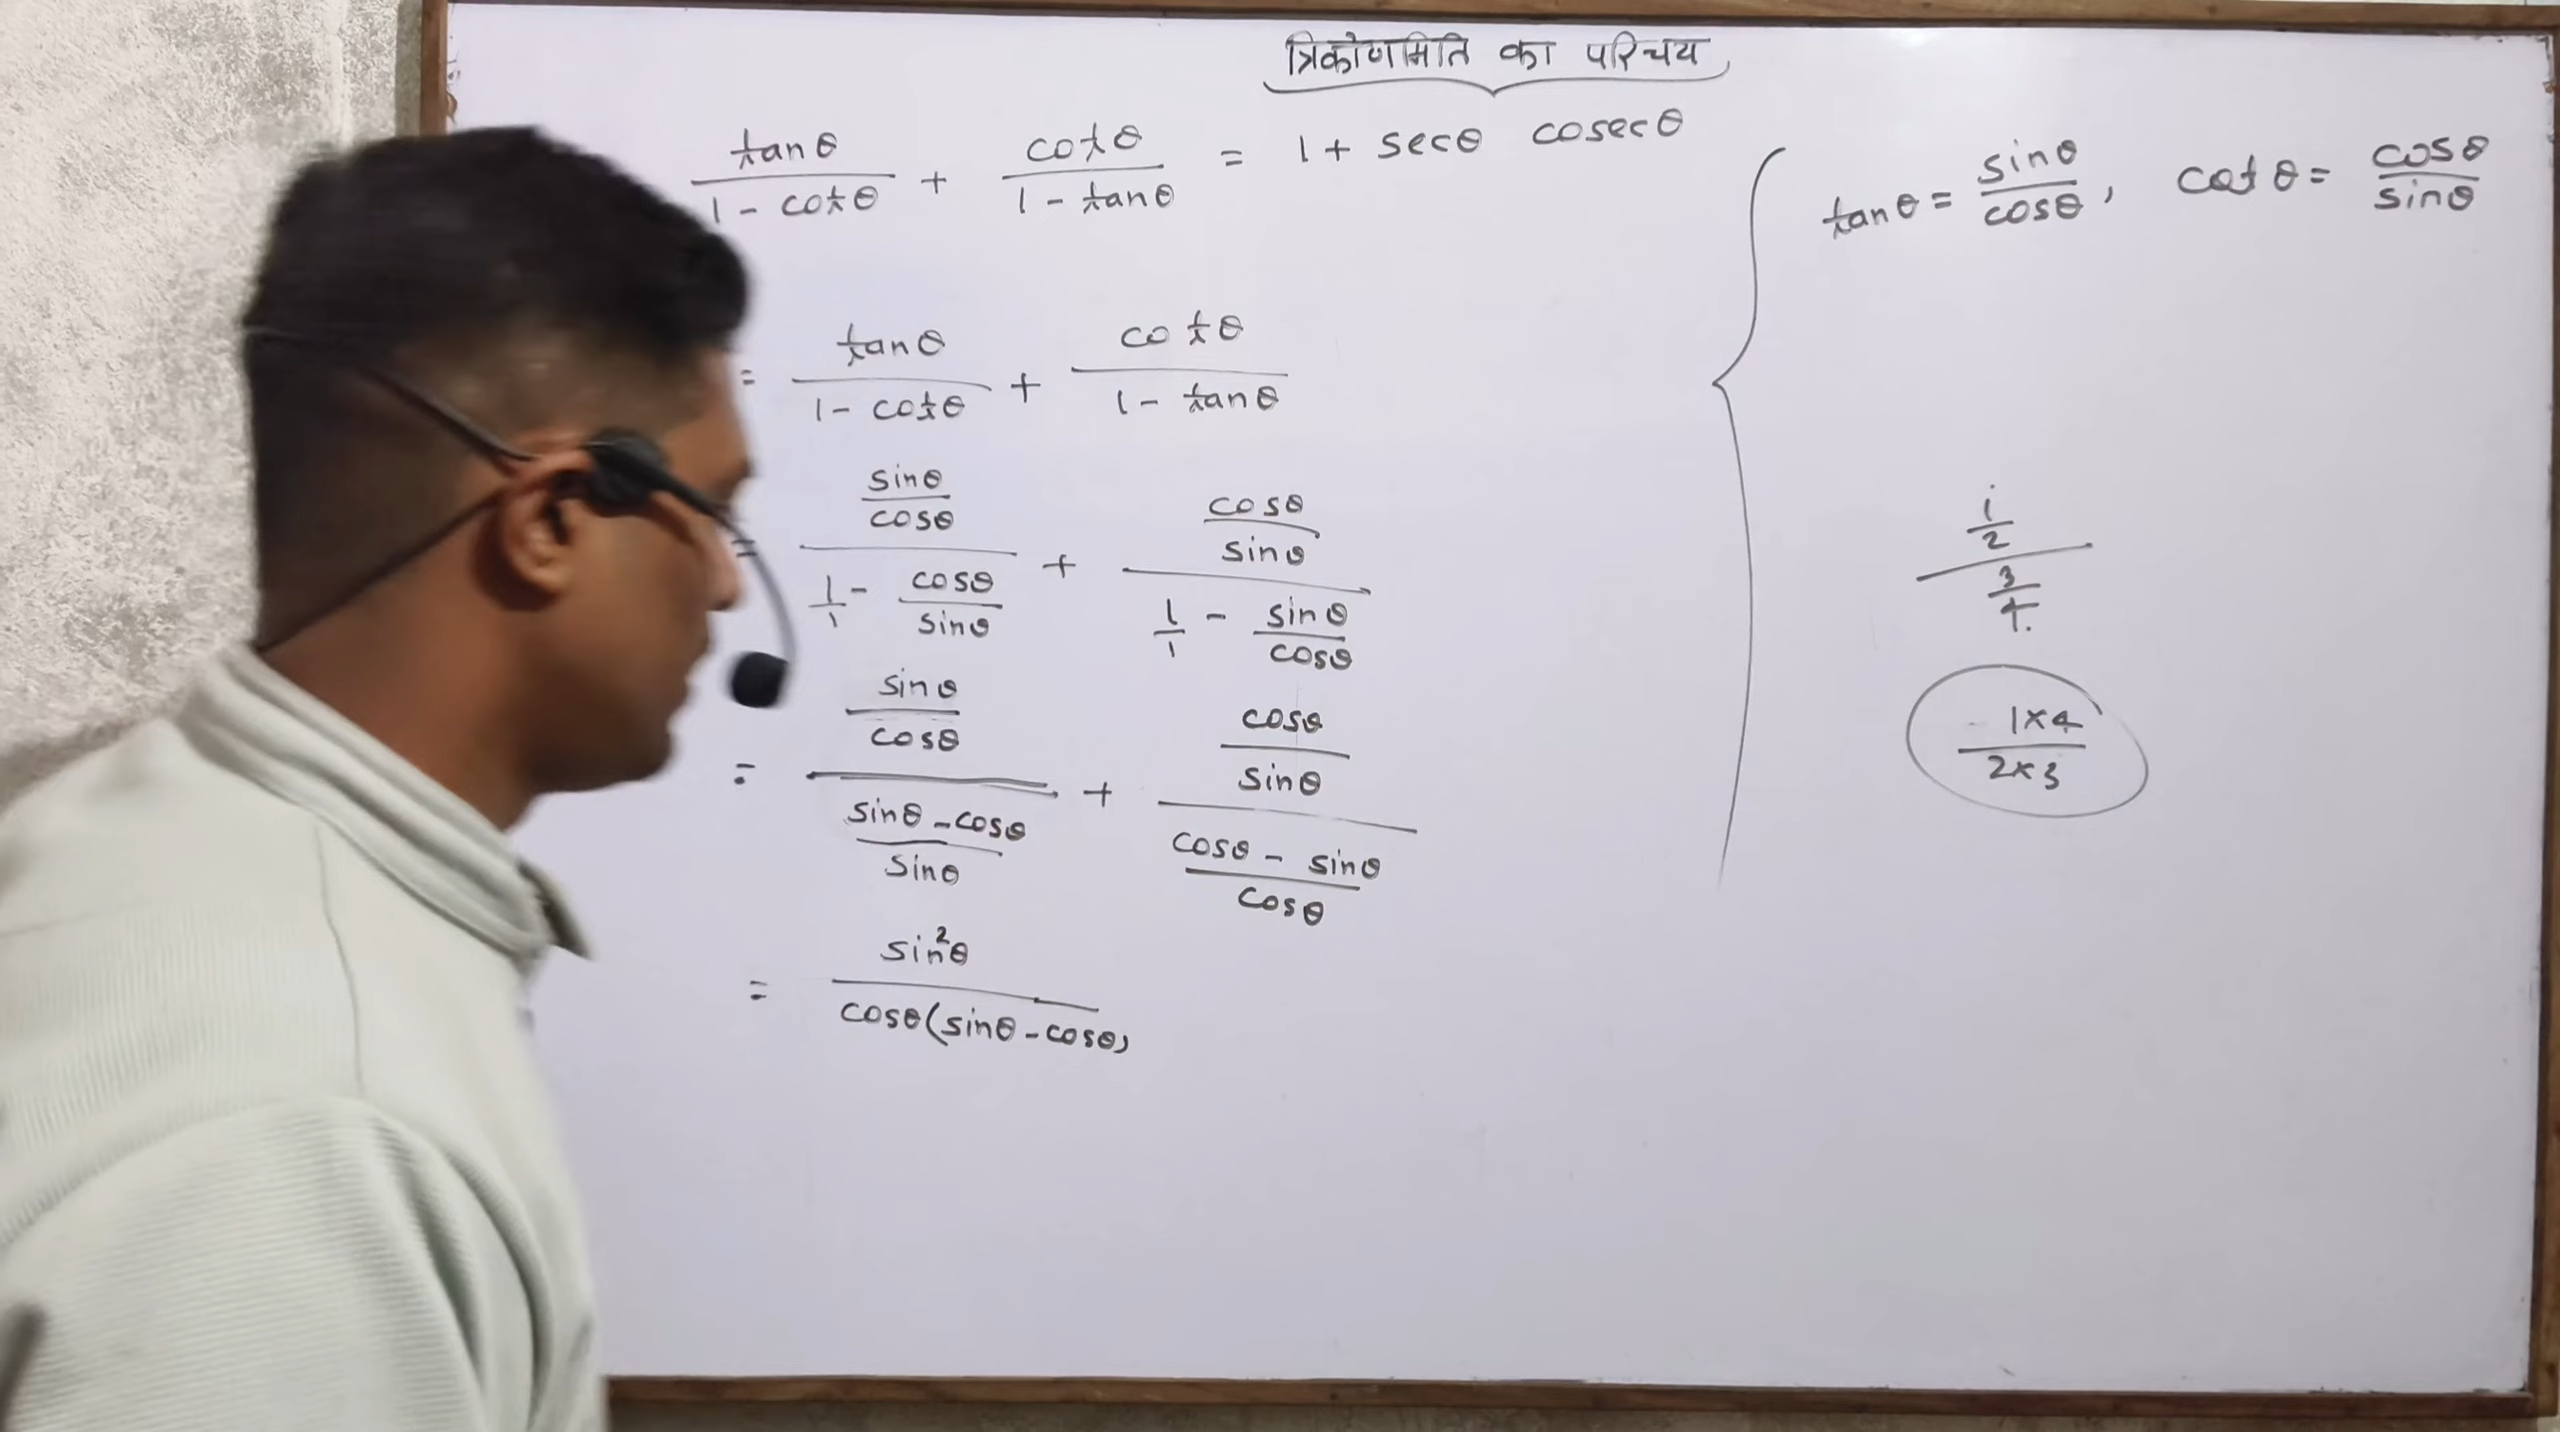 त्रिकोणमिति का परिचय
tanθ/(1 - cotθ) + cotθ/(1 - tanθ) = 1 + secθ cosecθ
= tanθ/(1 - cotθ) + cotθ/(1 - tanθ)
= (sinθ/cosθ)/(1/1 - cosθ/sinθ) + (cosθ/sinθ)/(1/1 - sinθ/cosθ)
= (sinθ/cosθ)/((sinθ - cosθ)/sinθ) + (cosθ/sinθ)/((cosθ - sinθ)/cosθ)
= sin²θ/cosθ(sinθ - cosθ)
tanθ = sinθ/cosθ, cotθ = cosθ/sinθ
(1/2)/(3/4)
1×4/2×3